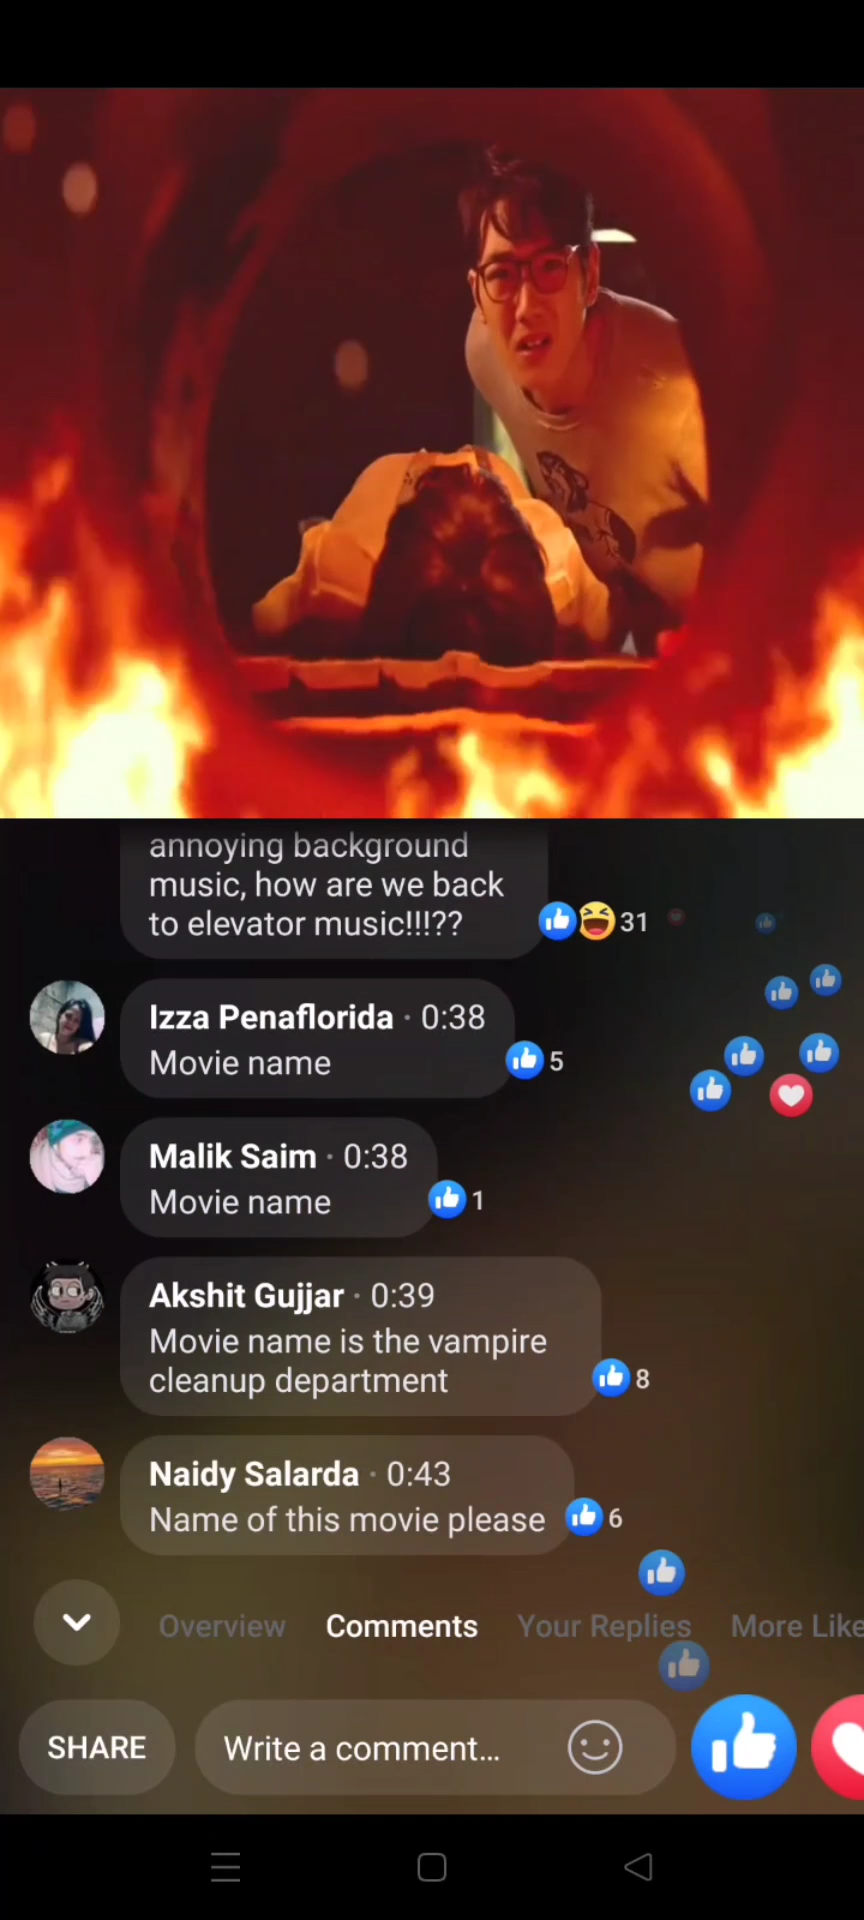 annoying background
music, how are we back
to elevator music!!!??
31
Izza Penaflorida · 0:38
Movie name
5
Malik Saim · 0:38
Movie name
1
Akshit Gujjar · 0:39
Movie name is the vampire
cleanup department
8
Naidy Salarda · 0:43
Name of this movie please
6
Overview Comments Your Replies More Like
SHARE
Write a comment...